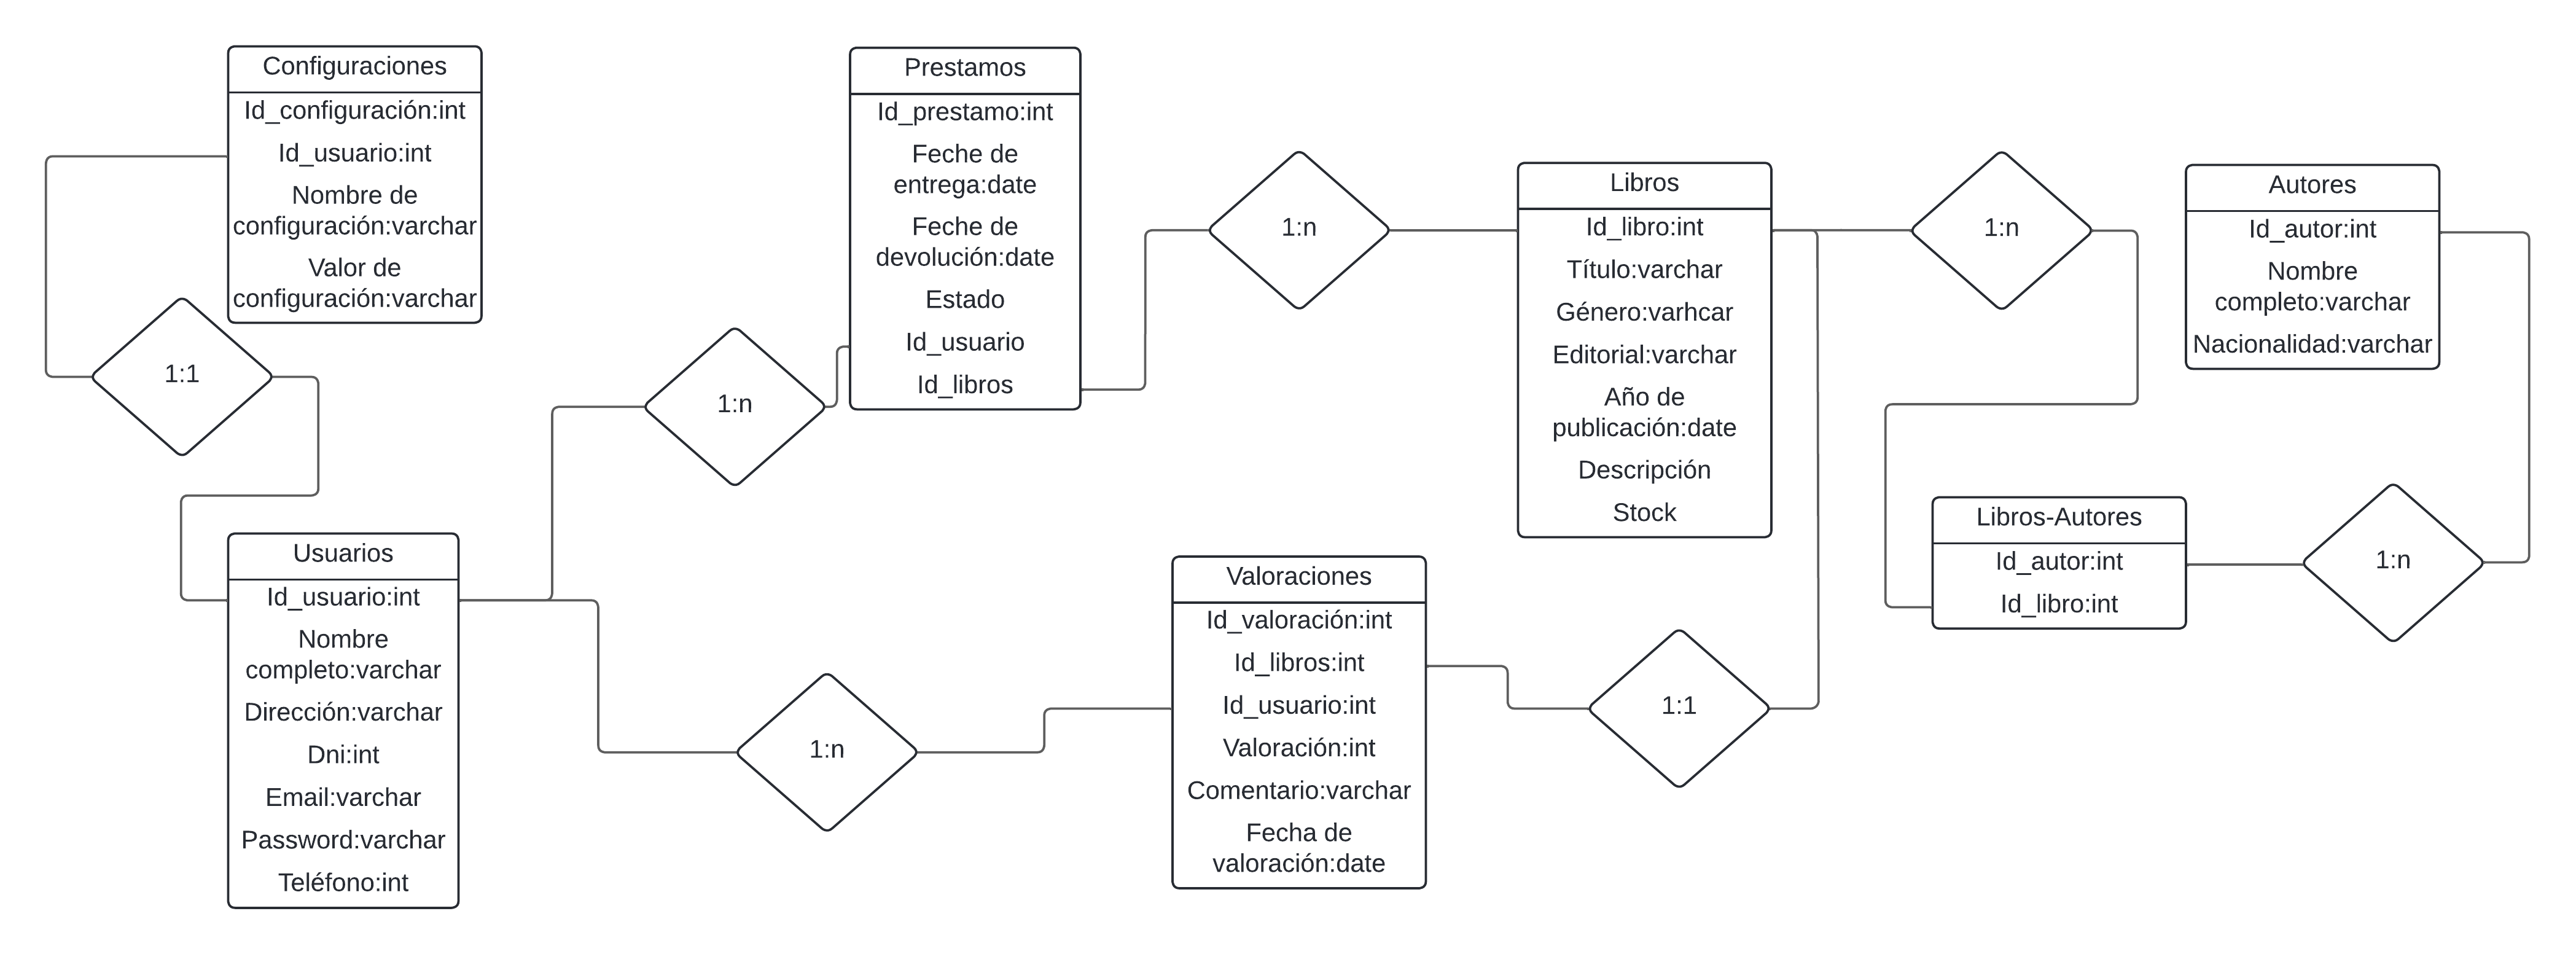 Configuraciones
Id_configuración:int
Id_usuario:int
Nombre de
configuración:varchar
Valor de
configuración:varchar
1:1
Usuarios
Id_usuario:int
Nombre
completo:varchar
Dirección:varchar
Dni:int
Email:varchar
Password:varchar
Teléfono:int
1:n
Prestamos
Id_prestamo:int
Feche de
entrega:date
Feche de
devolución:date
Estado
Id_usuario
Id_libros
1:n
1:n
Valoraciones
Id_valoración:int
Id_libros:int
Id_usuario:int
Valoración:int
Comentario:varchar
Fecha de
valoración:date
1:1
Libros
Id_libro:int
Título:varchar
Género:varhcar
Editorial:varchar
Año de
publicación:date
Descripción
Stock
1:n
Autores
Id_autor:int
Nombre
completo:varchar
Nacionalidad:varchar
Libros-Autores
Id_autor:int
Id_libro:int
1:n